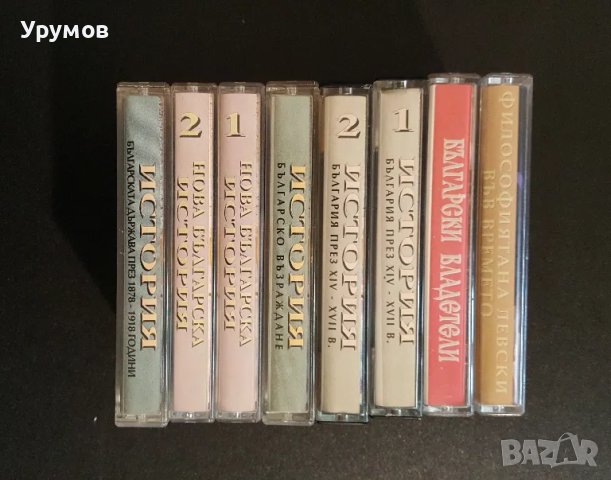 Урумов
ИСТОРИЯ
БЪЛГАРСКАТА ДЪРЖАВА ПРЕЗ 1878 - 1918 ГОДИНИ
2
НОВА БЪЛГАРСКА
ИСТОРИЯ
1
НОВА БЪЛГАРСКА
ИСТОРИЯ
ИСТОРИЯ
БЪЛГАРСКО ВЪЗРАЖДАНЕ
2
ИСТОРИЯ
БЪЛГАРИЯ ПРЕЗ XIV - XVII В.
1
ИСТОРИЯ
БЪЛГАРИЯ ПРЕЗ XIV - XVII В.
БЪЛГАРСКИ ВЛАДЕТЕЛИ
ФИЛОСОФИЯТА НА ЛЕВСКИ
ВЪВ ВРЕМЕТО
BAZAR